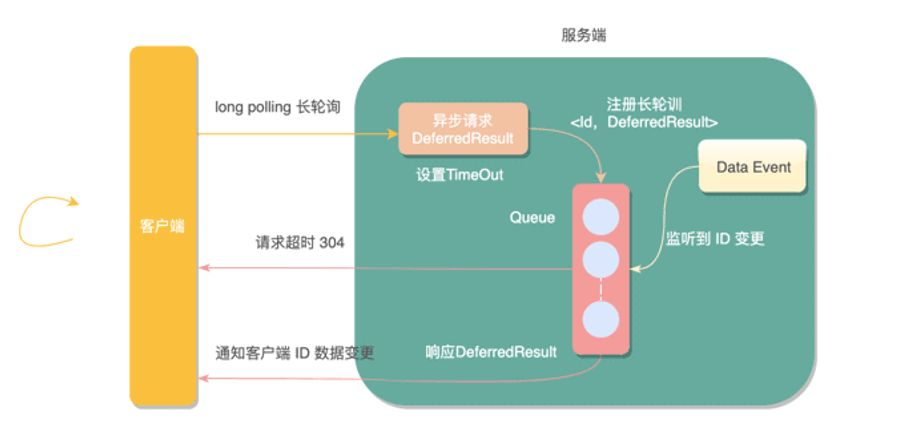 服务端
long polling 长轮询
异步请求
DeferredResult
注册长轮训
<Id，DeferredResult>
Data Event
设置TimeOut
Queue
客户端
请求超时 304
监听到 ID 变更
通知客户端 ID 数据变更
响应DeferredResult